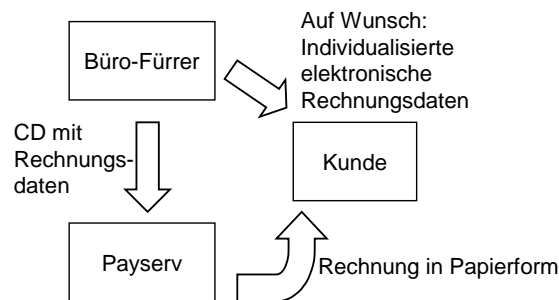 Büro-Fürrer
Auf Wunsch:
Individualisierte
elektronische
Rechnungsdaten
CD mit
Rechnungs-
daten
Kunde
Payserv
Rechnung in Papierform